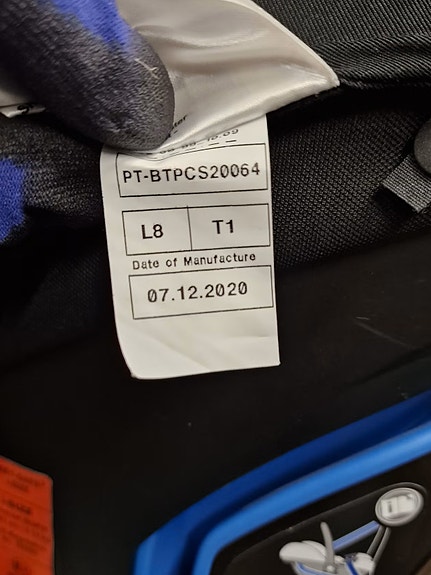 PT-BTPCS20064
L8 T1
Date of Manufacture
07.12.2020